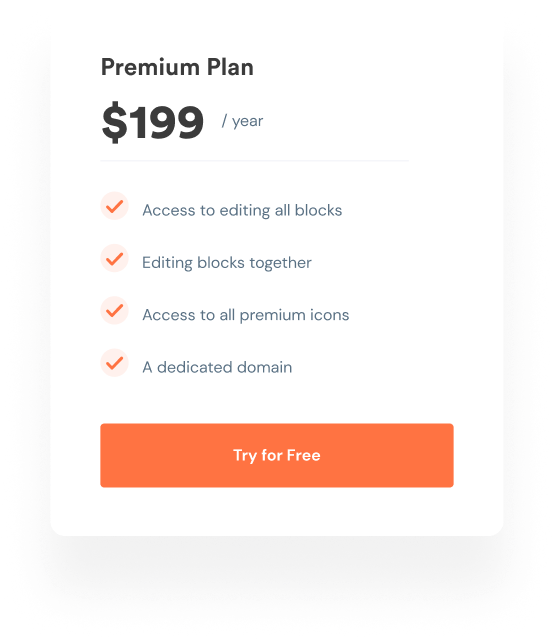 Premium Plan
$199 / year
Access to editing all blocks
Editing blocks together
Access to all premium icons
A dedicated domain
Try for Free